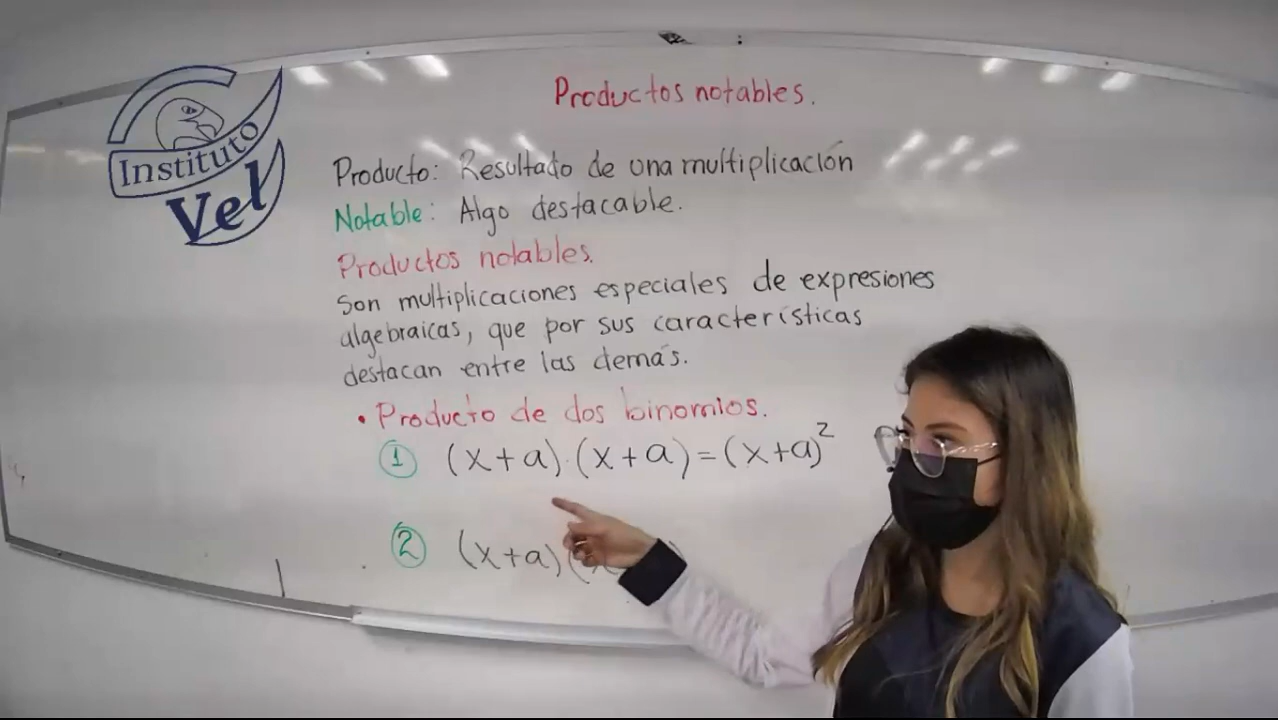 Instituto
Vel
Productos notables.
Producto: Resultado de una multiplicación
Notable: Algo destacable.
Productos notables.
Son multiplicaciones especiales de expresiones
algebraicas, que por sus características
destacan entre las demás.
• Producto de dos binomios.
1 (x+a)·(x+a)=(x+a)²
2 (x+a)(